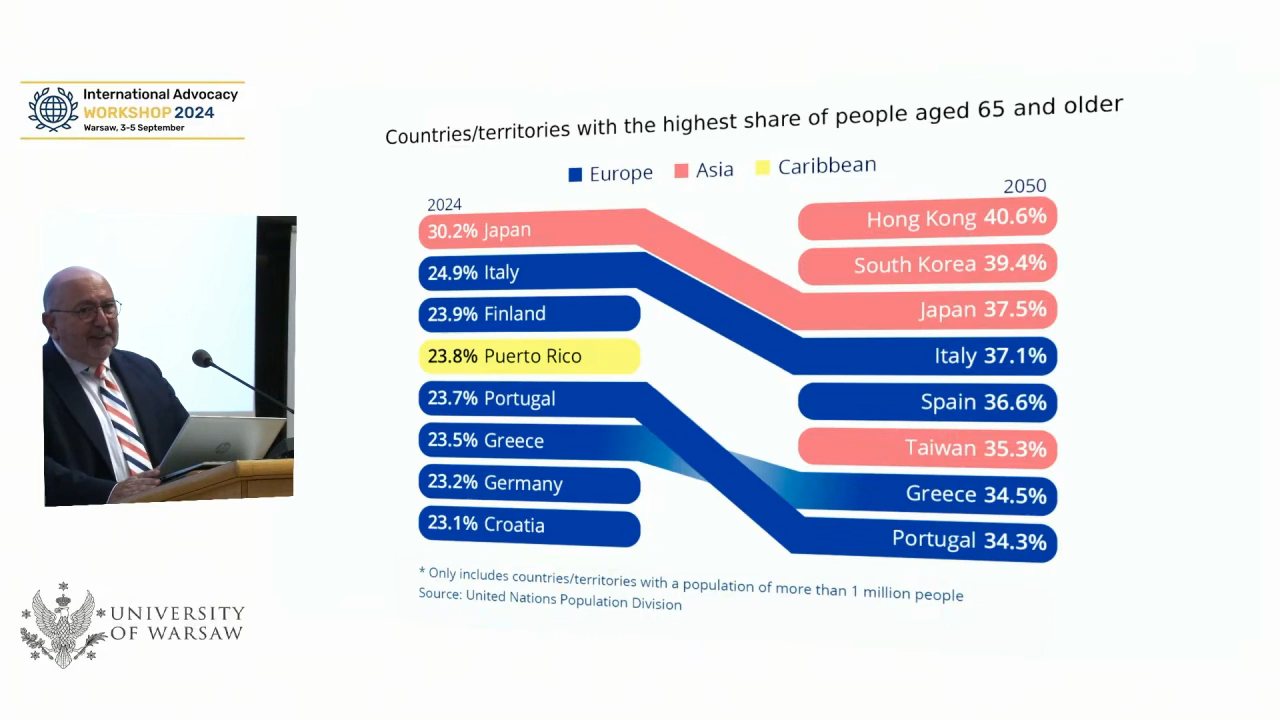 International Advocacy
WORKSHOP 2024
Warsaw, 3-5 September
Countries/territories with the highest share of people aged 65 and older
Europe Asia Caribbean
2024
30.2% Japan
24.9% Italy
23.9% Finland
23.8% Puerto Rico
23.7% Portugal
23.5% Greece
23.2% Germany
23.1% Croatia
2050
Hong Kong 40.6%
South Korea 39.4%
Japan 37.5%
Italy 37.1%
Spain 36.6%
Taiwan 35.3%
Greece 34.5%
Portugal 34.3%
* Only includes countries/territories with a population of more than 1 million people
Source: United Nations Population Division
UNIVERSITY
OF WARSAW